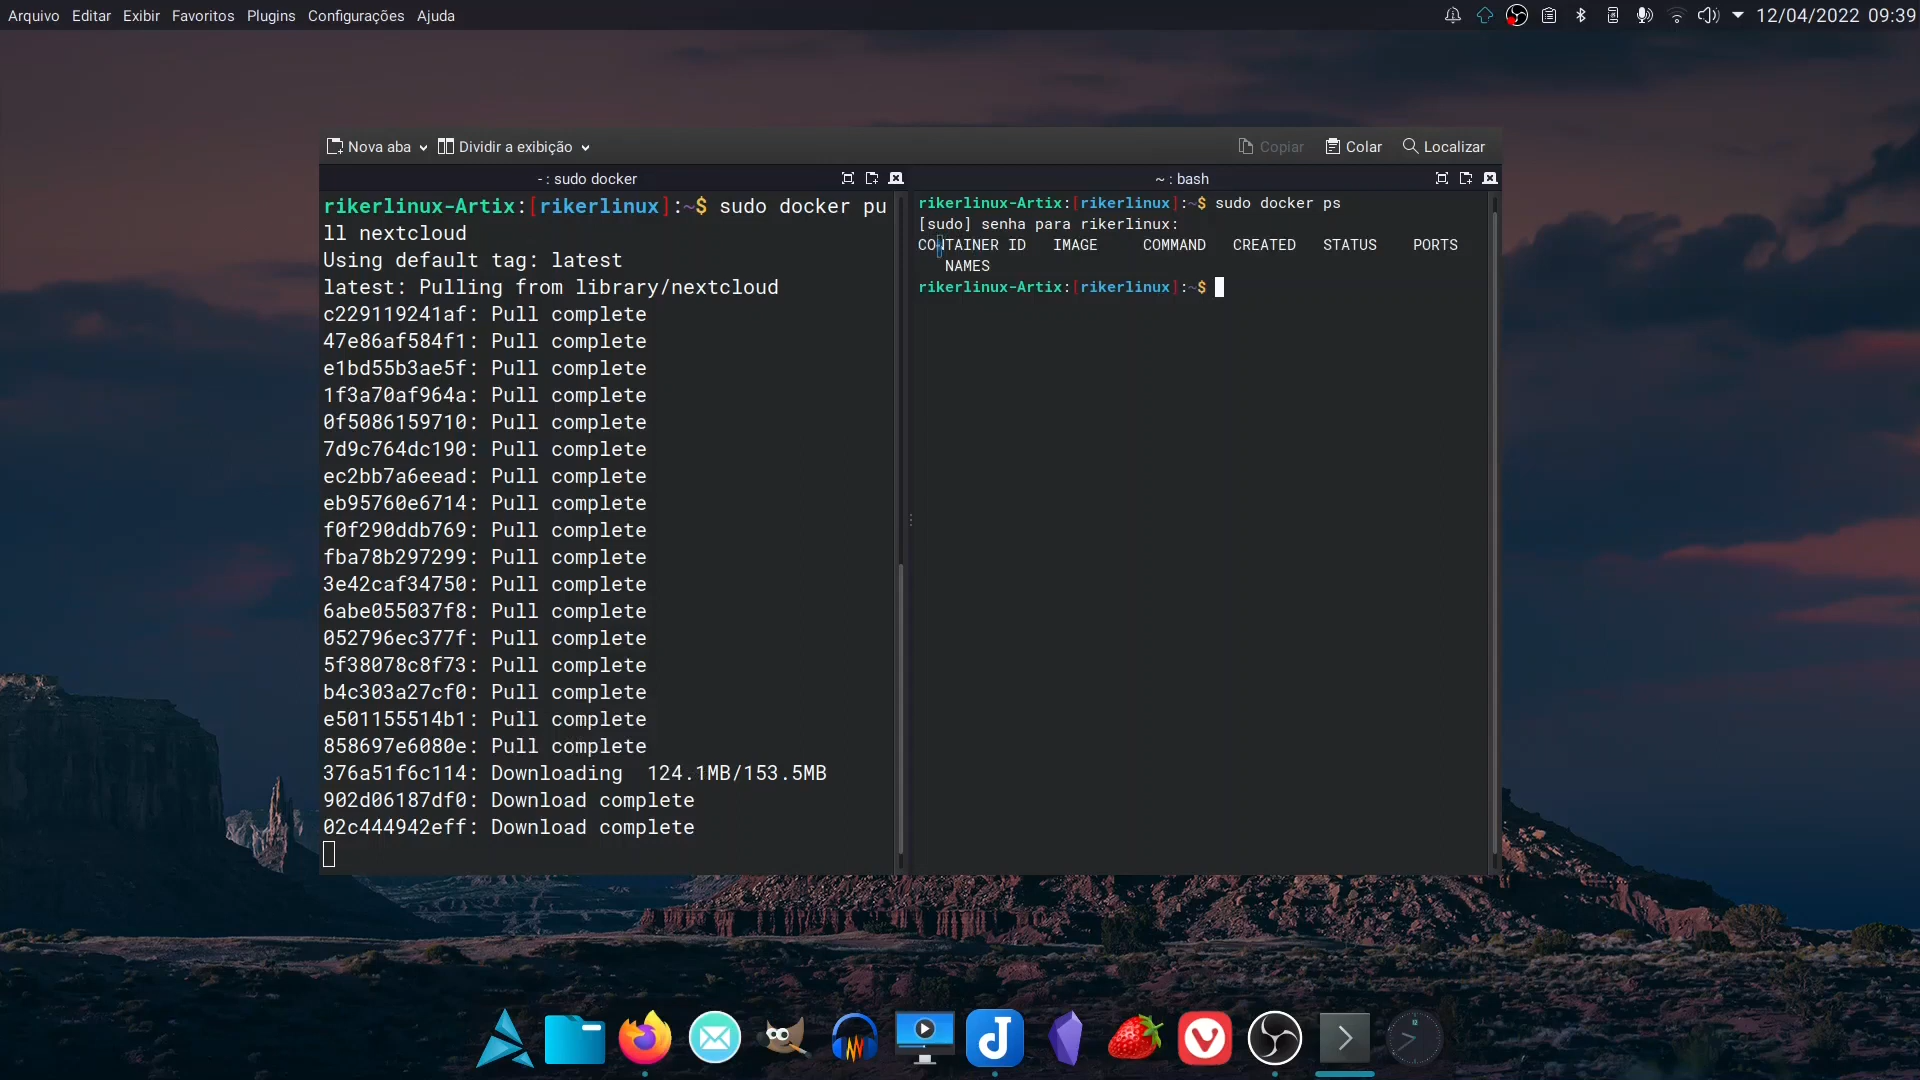 Arquivo Editar Exibir Favoritos Plugins Configurações Ajuda
12/04/2022 09:39
Nova aba Dividir a exibição Copiar Colar Localizar
- : sudo docker
rikerlinux-Artix:[rikerlinux]:~$ sudo docker pu
ll nextcloud
Using default tag: latest
latest: Pulling from library/nextcloud
c229119241af: Pull complete
47e86af584f1: Pull complete
e1bd55b3ae5f: Pull complete
1f3a70af964a: Pull complete
0f5086159710: Pull complete
7d9c764dc190: Pull complete
ec2bb7a6eead: Pull complete
eb95760e6714: Pull complete
f0f290ddb769: Pull complete
fba78b297299: Pull complete
3e42caf34750: Pull complete
6abe055037f8: Pull complete
052796ec377f: Pull complete
5f38078c8f73: Pull complete
b4c303a27cf0: Pull complete
e501155514b1: Pull complete
858697e6080e: Pull complete
376a51f6c114: Downloading  124.1MB/153.5MB
902d06187df0: Download complete
02c444942eff: Download complete
~ : bash
rikerlinux-Artix:[rikerlinux]:~$ sudo docker ps
[sudo] senha para rikerlinux:
CONTAINER ID   IMAGE     COMMAND   CREATED   STATUS    PORTS
NAMES
rikerlinux-Artix:[rikerlinux]:~$